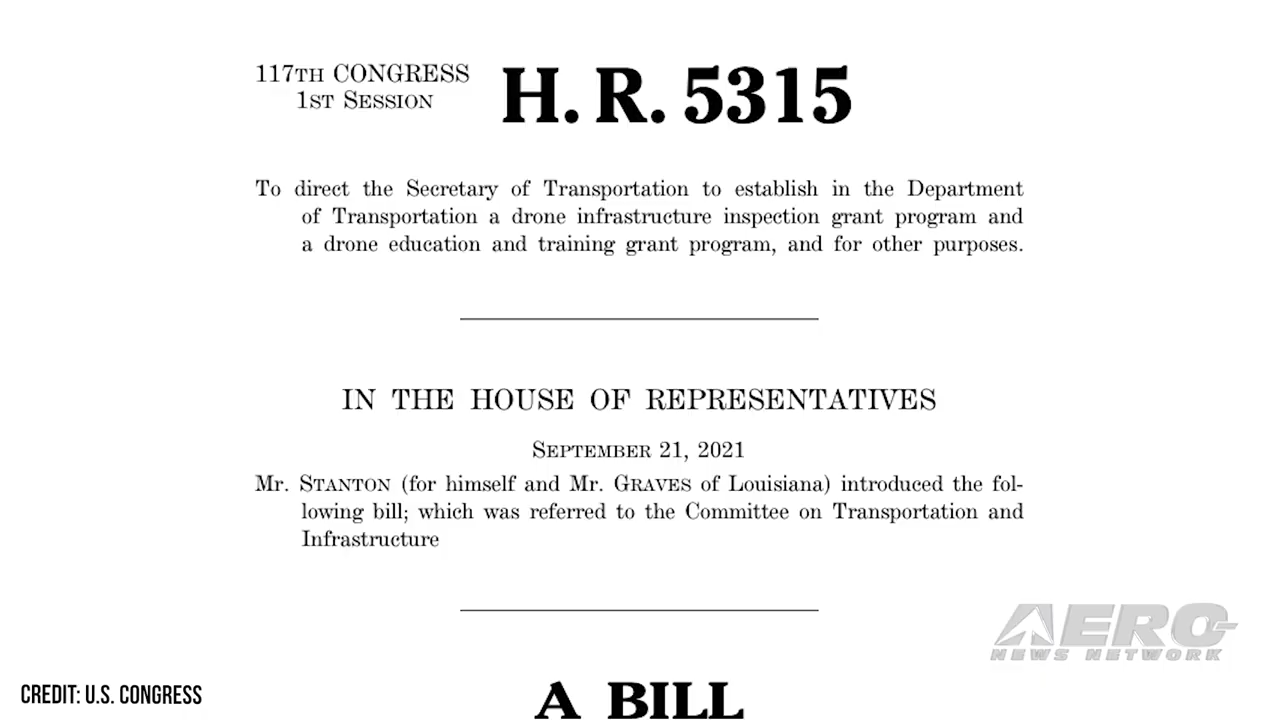 117TH CONGRESS
1ST SESSION
H. R. 5315
To direct the Secretary of Transportation to establish in the Department
of Transportation a drone infrastructure inspection grant program and
a drone education and training grant program, and for other purposes.
IN THE HOUSE OF REPRESENTATIVES
SEPTEMBER 21, 2021
Mr. STANTON (for himself and Mr. GRAVES of Louisiana) introduced the fol-
lowing bill; which was referred to the Committee on Transportation and
Infrastructure
AERO
NEWS NETWORK
CREDIT: U.S. CONGRESS
A BILL